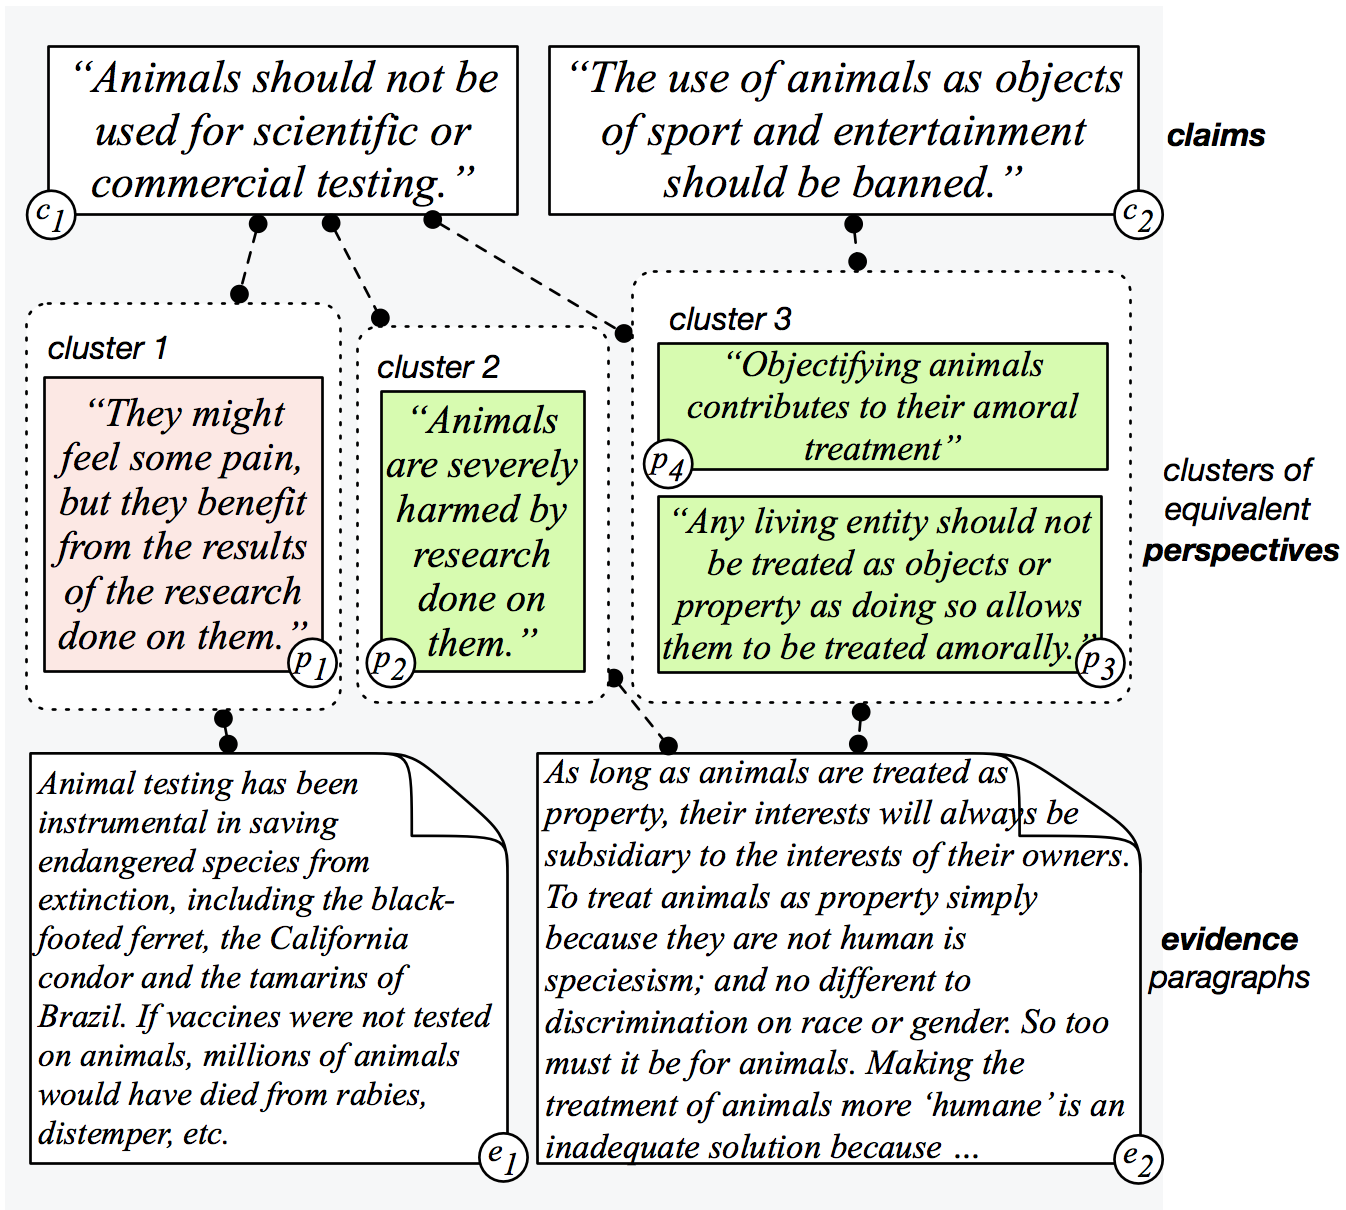 “Animals should not be
used for scientific or
commercial testing.”
c1
“The use of animals as objects
of sport and entertainment
should be banned.”
c2
claims
cluster 1
“They might
feel some pain,
but they benefit
from the results
of the research
done on them.”
p1
cluster 2
“Animals
are severely
harmed by
research
done on
them.”
p2
cluster 3
“Objectifying animals
contributes to their amoral
treatment”
p4
“Any living entity should not
be treated as objects or
property as doing so allows
them to be treated amorally.”
p3
clusters of
equivalent
perspectives
Animal testing has been
instrumental in saving
endangered species from
extinction, including the black-
footed ferret, the California
condor and the tamarins of
Brazil. If vaccines were not tested
on animals, millions of animals
would have died from rabies,
distemper, etc.
e1
As long as animals are treated as
property, their interests will always be
subsidiary to the interests of their owners.
To treat animals as property simply
because they are not human is
speciesism; and no different to
discrimination on race or gender. So too
must it be for animals. Making the
treatment of animals more ‘humane’ is an
inadequate solution because ...
e2
evidence
paragraphs